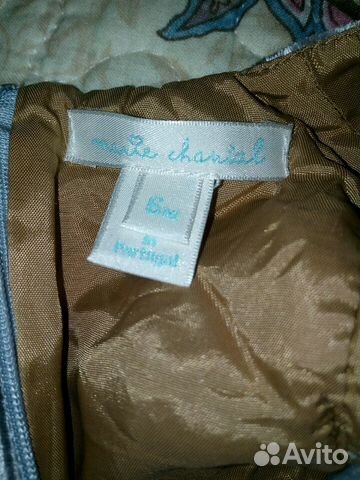 marie chantal
6m
in
Portugal
Avito